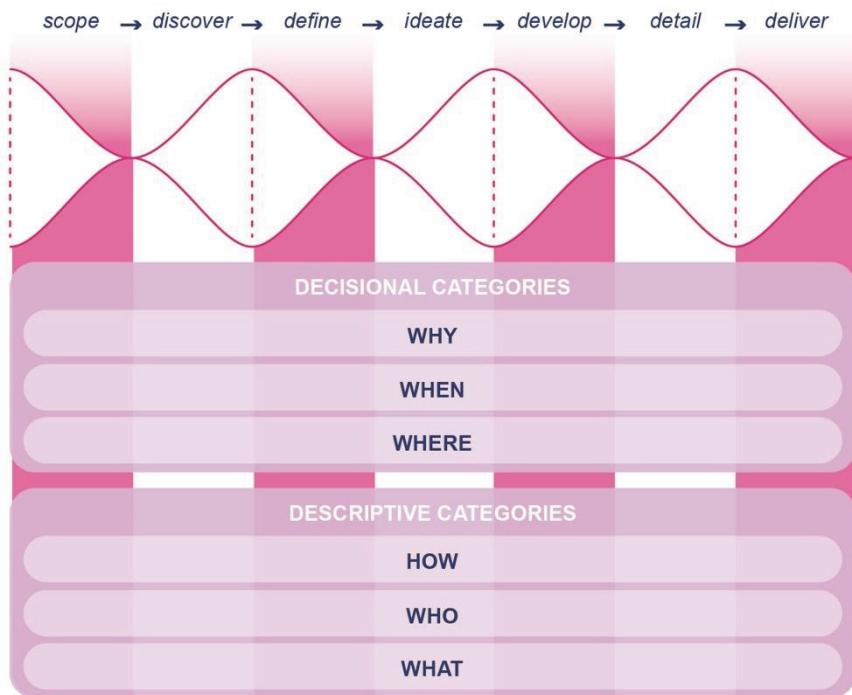 scope → discover → define → ideate → develop → detail → deliver
DECISIONAL CATEGORIES
WHY
WHEN
WHERE
DESCRIPTIVE CATEGORIES
HOW
WHO
WHAT